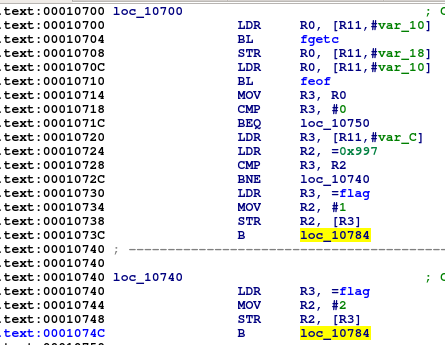 .text:00010700 loc_10700 ;
.text:00010700 LDR R0, [R11,#var_10]
.text:00010704 BL fgetc
.text:00010708 STR R0, [R11,#var_18]
.text:0001070C LDR R0, [R11,#var_10]
.text:00010710 BL feof
.text:00010714 MOV R3, R0
.text:00010718 CMP R3, #0
.text:0001071C BEQ loc_10750
.text:00010720 LDR R3, [R11,#var_C]
.text:00010724 LDR R2, =0x997
.text:00010728 CMP R3, R2
.text:0001072C BNE loc_10740
.text:00010730 LDR R3, =flag
.text:00010734 MOV R2, #1
.text:00010738 STR R2, [R3]
.text:0001073C B loc_10784
.text:00010740 ; ---------------------------------------------------------------------------
.text:00010740
.text:00010740 loc_10740 ;
.text:00010740 LDR R3, =flag
.text:00010744 MOV R2, #2
.text:00010748 STR R2, [R3]
.text:0001074C B loc_10784